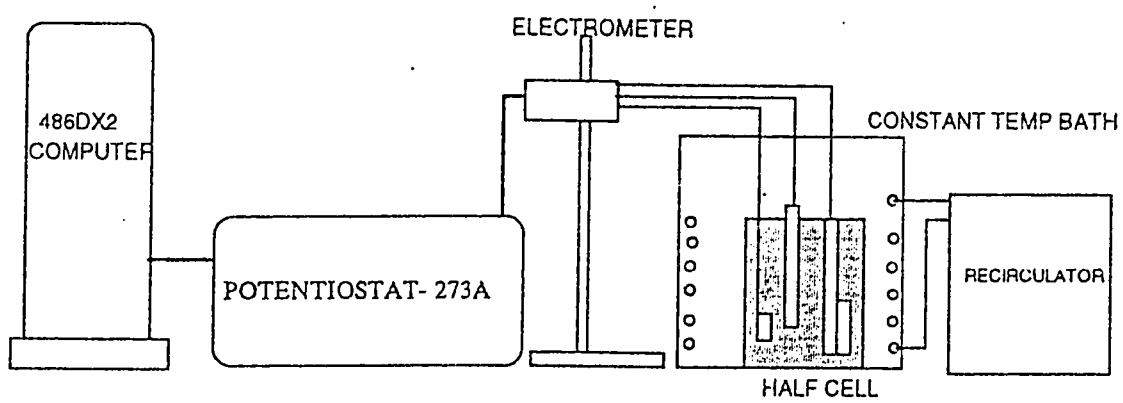 ELECTROMETER
486DX2
COMPUTER
CONSTANT TEMP BATH
POTENTIOSTAT- 273A
RECIRCULATOR
HALF CELL